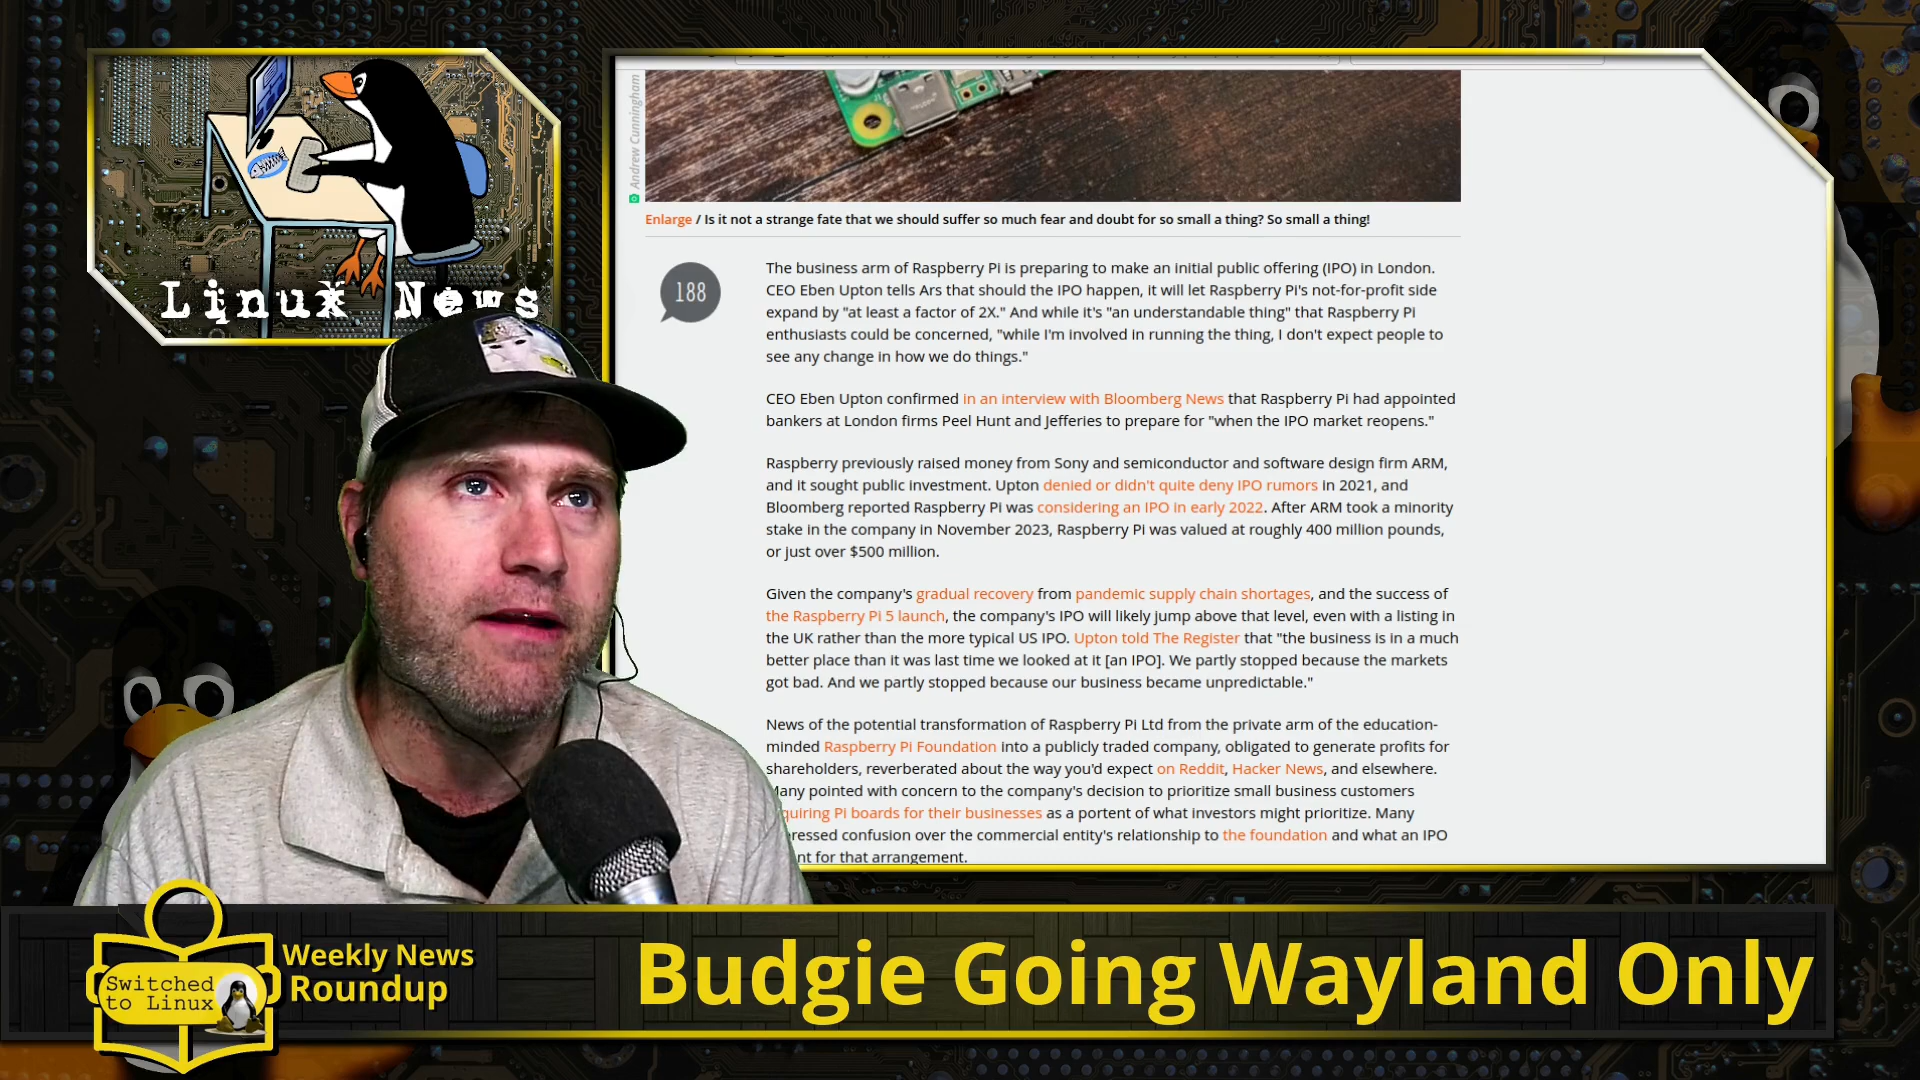 Linux News
Andrew Cunningham
Enlarge / Is it not a strange fate that we should suffer so much fear and doubt for so small a thing? So small a thing!
188
The business arm of Raspberry Pi is preparing to make an initial public offering (IPO) in London.
CEO Eben Upton tells Ars that should the IPO happen, it will let Raspberry Pi's not-for-profit side
expand by "at least a factor of 2X." And while it's "an understandable thing" that Raspberry Pi
enthusiasts could be concerned, "while I'm involved in running the thing, I don't expect people to
see any change in how we do things."
CEO Eben Upton confirmed in an interview with Bloomberg News that Raspberry Pi had appointed
bankers at London firms Peel Hunt and Jefferies to prepare for "when the IPO market reopens."
Raspberry previously raised money from Sony and semiconductor and software design firm ARM,
and it sought public investment. Upton denied or didn't quite deny IPO rumors in 2021, and
Bloomberg reported Raspberry Pi was considering an IPO in early 2022. After ARM took a minority
stake in the company in November 2023, Raspberry Pi was valued at roughly 400 million pounds,
or just over $500 million.
Given the company's gradual recovery from pandemic supply chain shortages, and the success of
the Raspberry Pi 5 launch, the company's IPO will likely jump above that level, even with a listing in
the UK rather than the more typical US IPO. Upton told The Register that "the business is in a much
better place than it was last time we looked at it [an IPO]. We partly stopped because the markets
got bad. And we partly stopped because our business became unpredictable."
News of the potential transformation of Raspberry Pi Ltd from the private arm of the education-
minded Raspberry Pi Foundation into a publicly traded company, obligated to generate profits for
shareholders, reverberated about the way you'd expect on Reddit, Hacker News, and elsewhere.
Many pointed with concern to the company's decision to prioritize small business customers
quiring Pi boards for their businesses as a portent of what investors might prioritize. Many
ressed confusion over the commercial entity's relationship to the foundation and what an IPO
nt for that arrangement.
Switched
to Linux
Weekly News
Roundup
Budgie Going Wayland Only